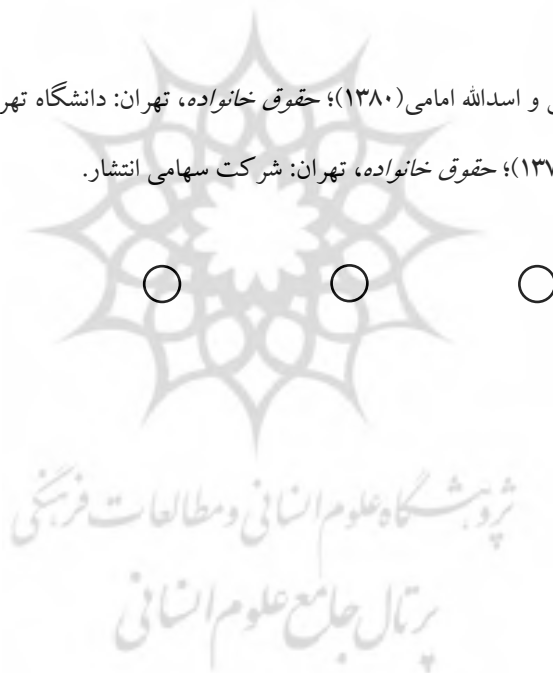 و اسدالله امامی(۱۳۸۰)؛ حقوق خانواده، تهران: دانشگاه
حقوق خانواده، تهران: شرکت سهامی انتشار.
پژوهشگاه علوم انسانی و مطالعات فرهنگی
پرتال جامع علوم انسانی